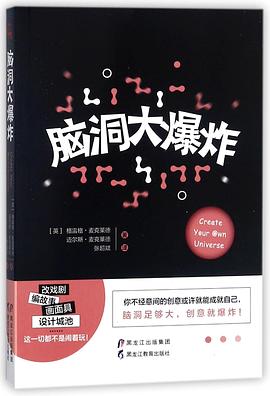 脑洞大爆炸
脑洞大爆炸
[英] 格雷格·麦克莱德 著
迈尔斯·麦克莱德
张超斌 译
Create
Your @wn
Universe
改戏剧
编故事
画面具
设计城池
这一切都不是闹着玩!
你不经意间的创意或许就能成就自己,
脑洞足够大,创意就爆炸!
黑龙江出版集团
黑龙江教育出版社